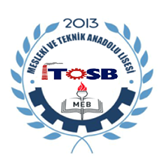 2013
MESLEKİ VE TEKNİK ANADOLU LİSESİ
İTOSB
MEB